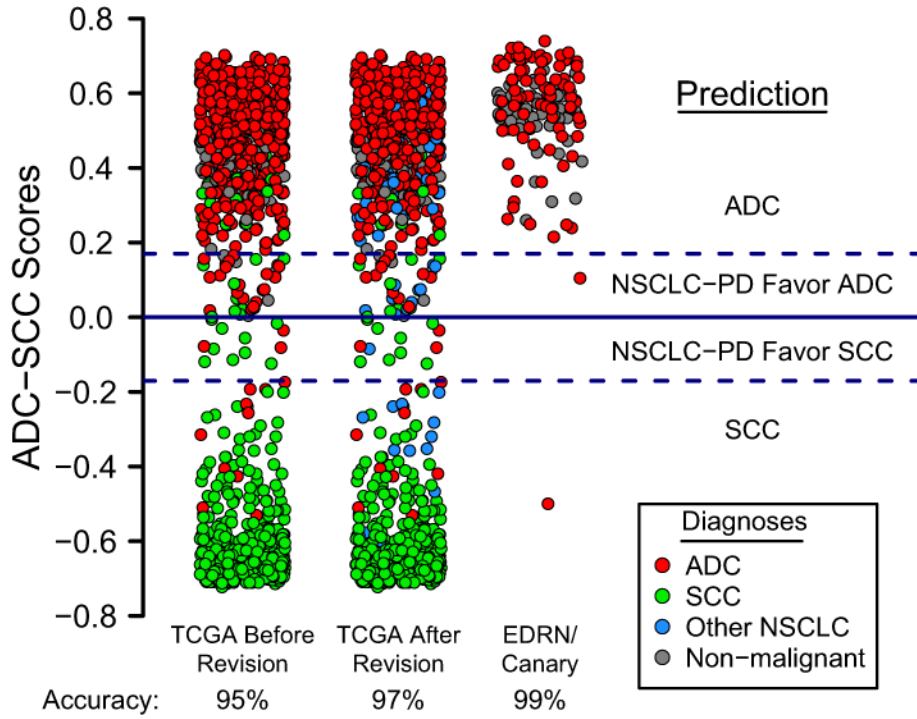 ADC−SCC Scores
0.8
0.6
0.4
0.2
0.0
−0.2
−0.4
−0.6
−0.8
Prediction
ADC
NSCLC−PD Favor ADC
NSCLC−PD Favor SCC
SCC
Diagnoses
ADC
SCC
Other NSCLC
Non−malignant
TCGA Before
Revision
TCGA After
Revision
EDRN/
Canary
Accuracy: 95% 97% 99%